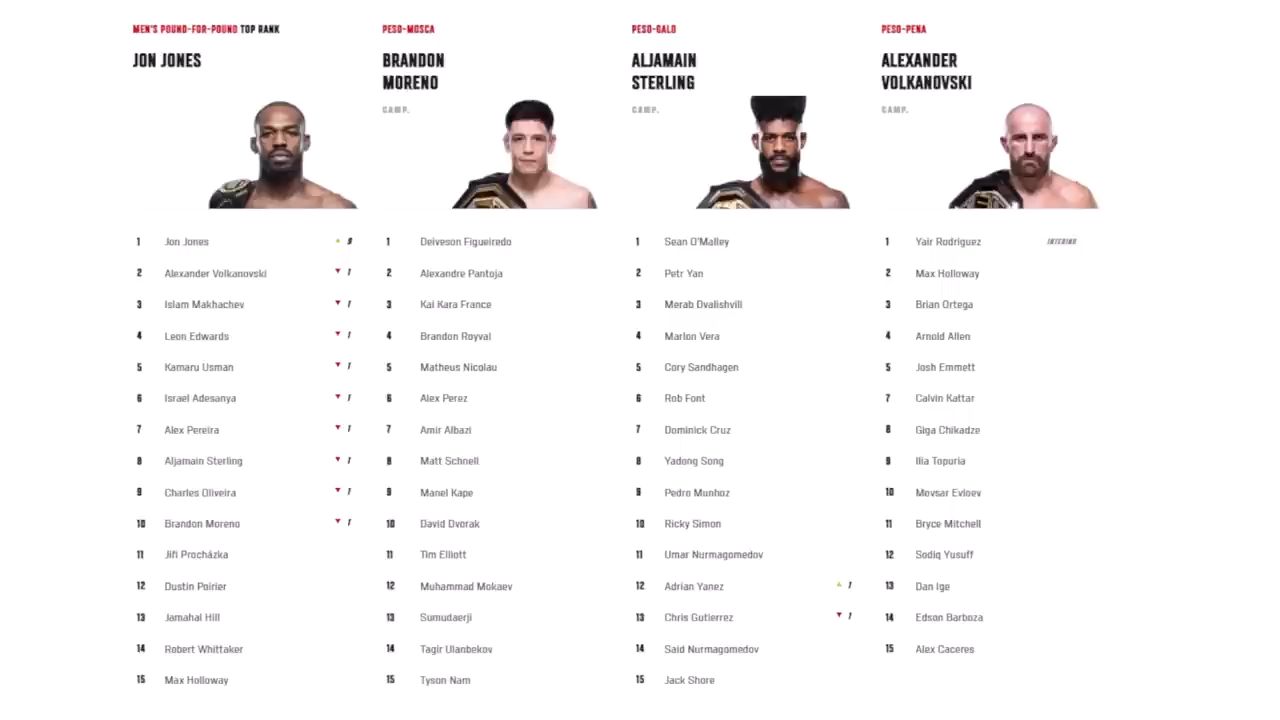 MEN'S POUND-FOR-POUND TOP RANK
JON JONES
1 Jon Jones 9
2 Alexander Volkanovski 1
3 Islam Makhachev 1
4 Leon Edwards 1
5 Kamaru Usman 1
6 Israel Adesanya 1
7 Alex Pereira 1
8 Aljamain Sterling 1
9 Charles Oliveira 1
10 Brandon Moreno 1
11 Jiří Procházka
12 Dustin Poirier
13 Jamahal Hill
14 Robert Whittaker
15 Max Holloway
PESO-MOSCA
BRANDON
MORENO
CAMP.
1 Deiveson Figueiredo
2 Alexandre Pantoja
3 Kai Kara France
4 Brandon Royval
5 Matheus Nicolau
6 Alex Perez
7 Amir Albazi
8 Matt Schnell
9 Manel Kape
10 David Dvorak
11 Tim Elliott
12 Muhammad Mokaev
13 Sumudaerji
14 Tagir Ulanbekov
15 Tyson Nam
PESO-GALO
ALJAMAIN
STERLING
CAMP.
1 Sean O'Malley
2 Petr Yan
3 Merab Dvalishvili
4 Marlon Vera
5 Cory Sandhagen
6 Rob Font
7 Dominick Cruz
8 Yadong Song
9 Pedro Munhoz
10 Ricky Simon
11 Umar Nurmagomedov
12 Adrian Yanez 1
13 Chris Gutierrez 1
14 Said Nurmagomedov
15 Jack Shore
PESO-PENA
ALEXANDER
VOLKANOVSKI
CAMP.
1 Yair Rodriguez INTERINO
2 Max Holloway
3 Brian Ortega
4 Arnold Allen
5 Josh Emmett
7 Calvin Kattar
8 Giga Chikadze
9 Ilia Topuria
10 Movsar Evloev
11 Bryce Mitchell
12 Sodiq Yusuff
13 Dan Ige
14 Edson Barboza
15 Alex Caceres